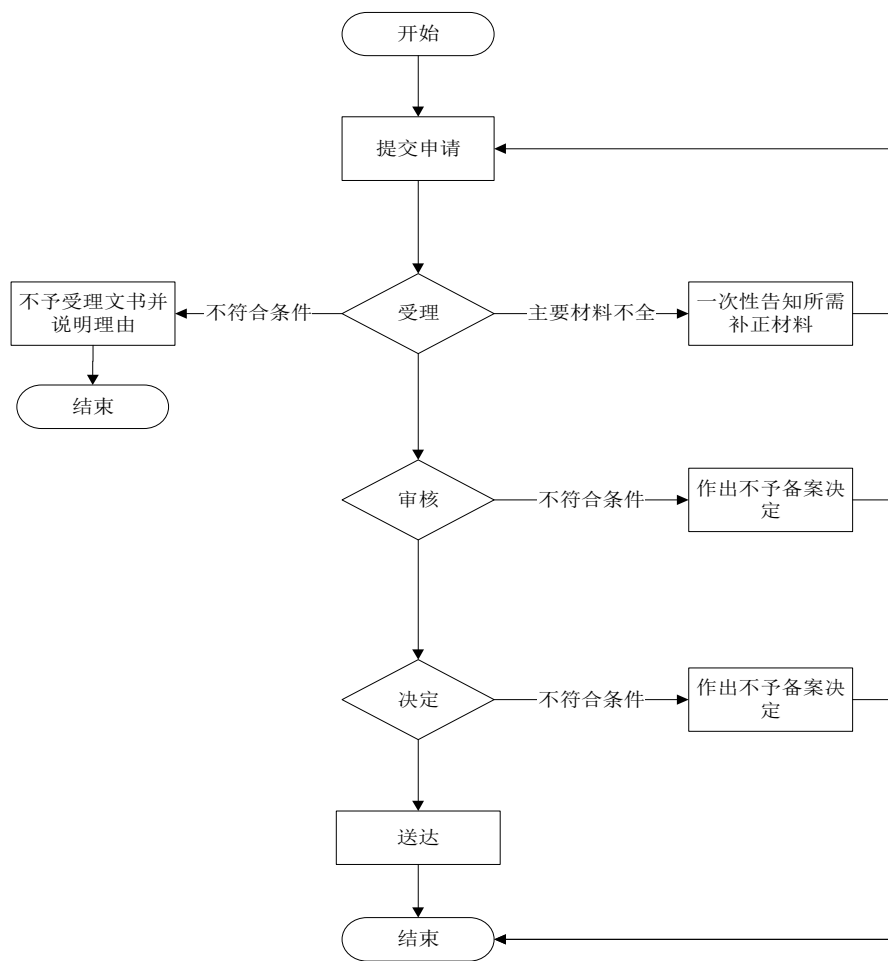 开始
提交申请
不予受理文书并
说明理由
不符合条件
受理
主要材料不全
一次性告知所需
补正材料
结束
审核
不符合条件
作出不予备案决
定
决定
不符合条件
作出不予备案决
定
送达
结束